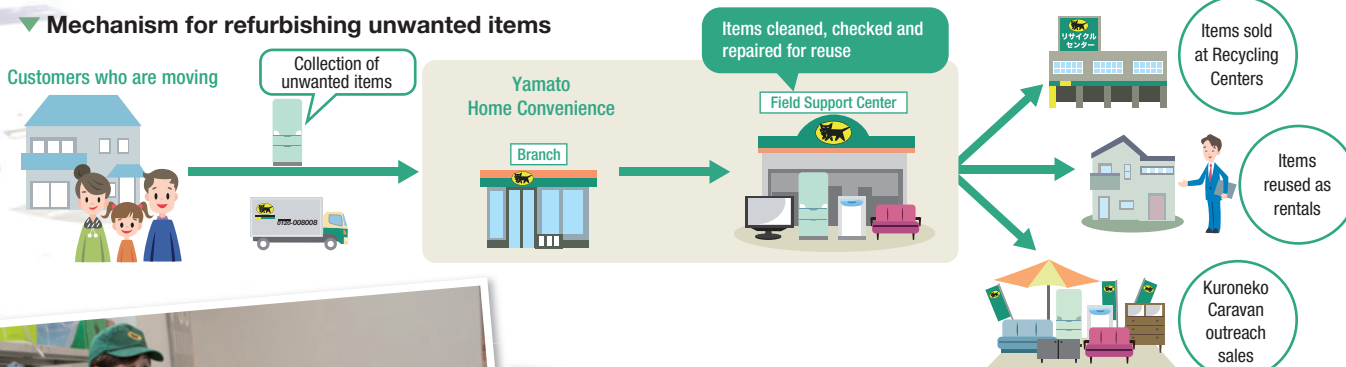 Mechanism for refurbishing unwanted items
Customers who are moving
Collection of
unwanted items
0120-008008
Yamato
Home Convenience
Branch
Items cleaned, checked and
repaired for reuse
Field Support Center
リサイクル
センター
Items sold
at Recycling
Centers
Items
reused as
rentals
Kuroneko
Caravan
outreach
sales